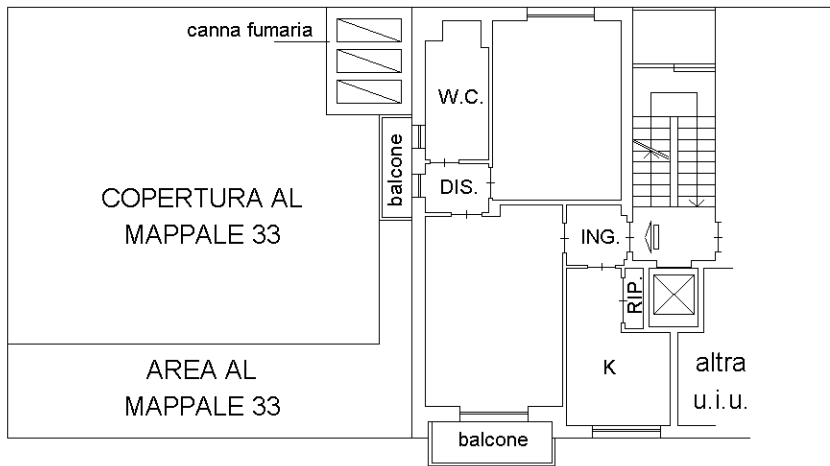 canna fumaria
W.C.
balcone
DIS.
COPERTURA AL
MAPPALE 33
ING.
RIP.
AREA AL
MAPPALE 33
K
altra
u.i.u.
balcone